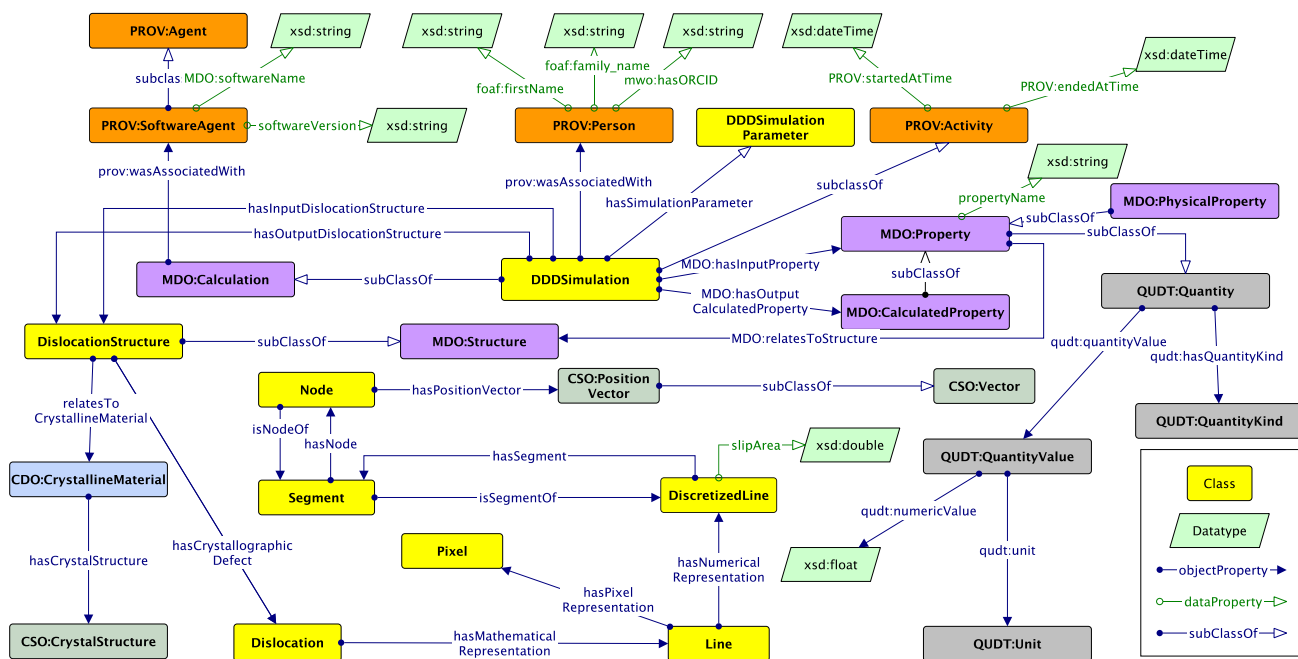 PROV:Agent
xsd:string
xsd:string
xsd:string
xsd:string
xsd:dateTime
xsd:dateTime
subclas
MDO:softwareName
foaf:firstName
foaf:family_name
mwo:hasORCID
PROV:startedAtTime
PROV:endedAtTime
PROV:SoftwareAgent
softwareVersion
xsd:string
PROV:Person
DDDSimulation
Parameter
PROV:Activity
xsd:string
prov:wasAssociatedWith
prov:wasAssociatedWith
hasSimulationParameter
subclassOf
propertyName
MDO:PhysicalProperty
subClassOf
subClassOf
hasInputDislocationStructure
hasOutputDislocationStructure
MDO:Property
MDO:hasInputProperty
subClassOf
MDO:Calculation
subClassOf
DDDSimulation
MDO:hasOutput
CalculatedProperty
MDO:CalculatedProperty
QUDT:Quantity
DislocationStructure
subClassOf
MDO:Structure
MDO:relatesToStructure
qudt:quantityValue
qudt:hasQuantityKind
Node
hasPositionVector
CSO:Position
Vector
subClassOf
CSO:Vector
relatesTo
CrystallineMaterial
isNodeOf
hasNode
slipArea
xsd:double
QUDT:QuantityKind
hasSegment
QUDT:QuantityValue
CDO:CrystallineMaterial
Segment
isSegmentOf
DiscretizedLine
Class
qudt:numericValue
Datatype
hasCrystalStructure
hasCrystallographic
Defect
Pixel
hasNumerical
Representation
xsd:float
qudt:unit
objectProperty
hasPixel
Representation
dataProperty
CSO:CrystalStructure
Dislocation
hasMathematical
Representation
Line
QUDT:Unit
subClassOf